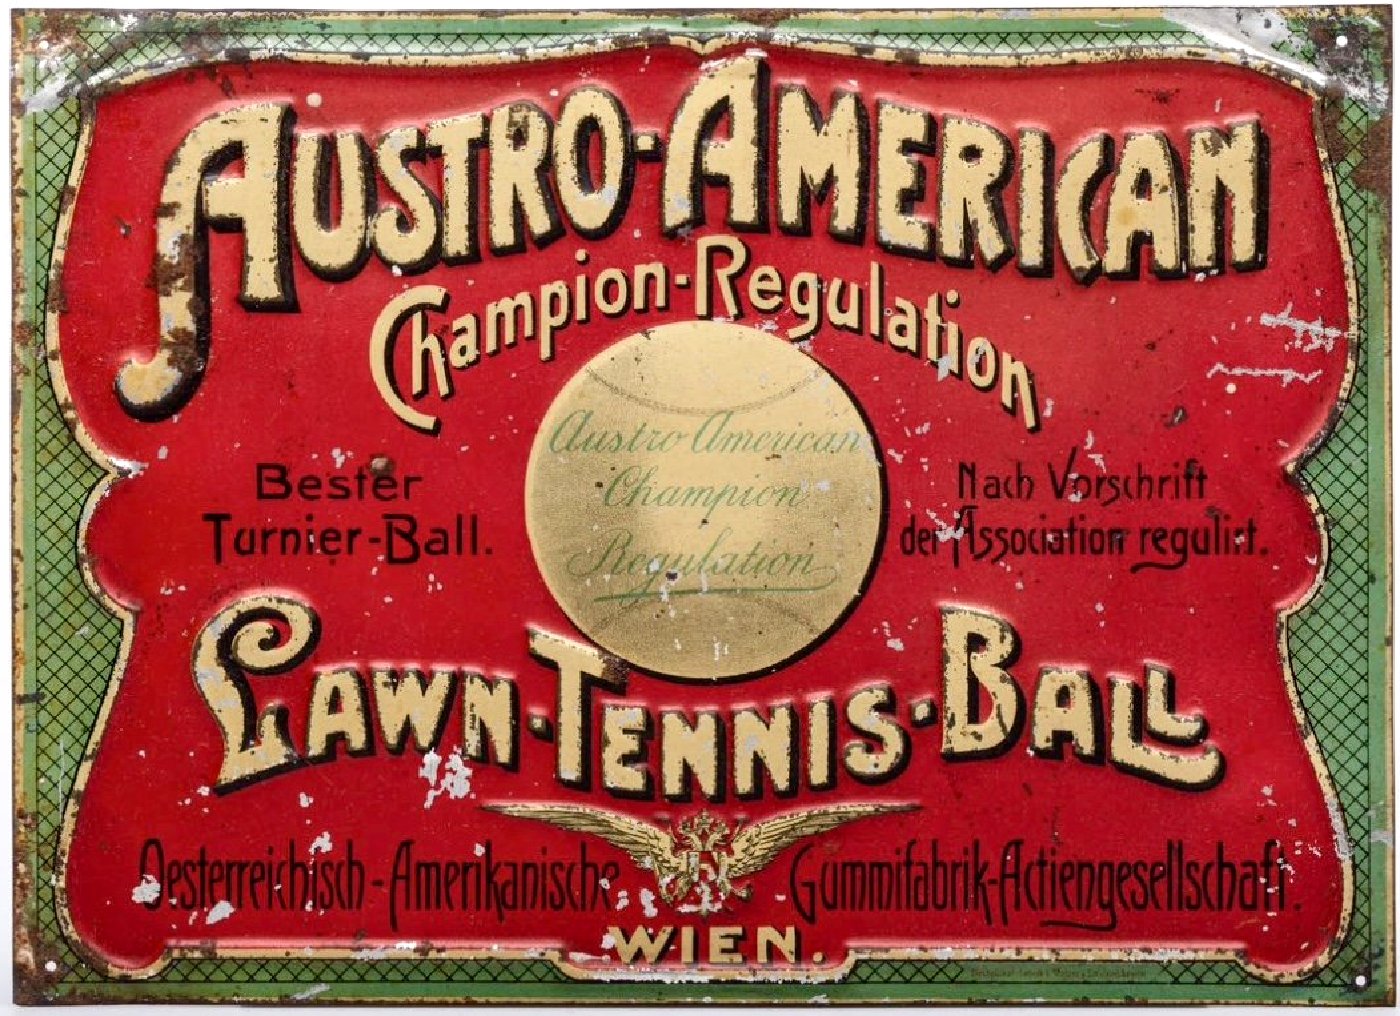 AUSTRO-AMERICAN
Champion-Regulation
Austro American
Champion
Regulation
Bester
Turnier-Ball.
Nach Vorschrift
der Association regulirt.
LAWN-TENNIS-BALL
Oesterreichisch-Amerikanische Gummifabrik-Actiengesellschaft.
WIEN.